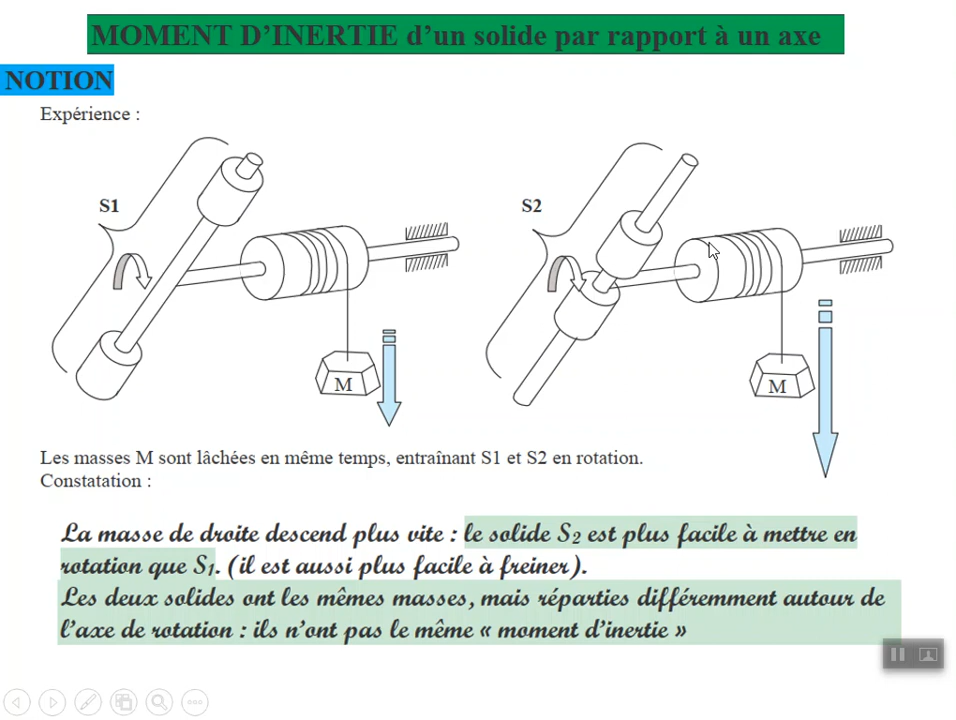 MOMENT D'INERTIE d'un solide par rapport à un axe
NOTION
Expérience :
S1
S2
M
M
Les masses M sont lâchées en même temps, entraînant S1 et S2 en rotation.
Constatation :
La masse de droite descend plus vite : le solide S2 est plus facile à mettre en
rotation que S1. (il est aussi plus facile à freiner).
Les deux solides ont les mêmes masses, mais réparties différemment autour de
l'axe de rotation : ils n'ont pas le même « moment d'inertie »